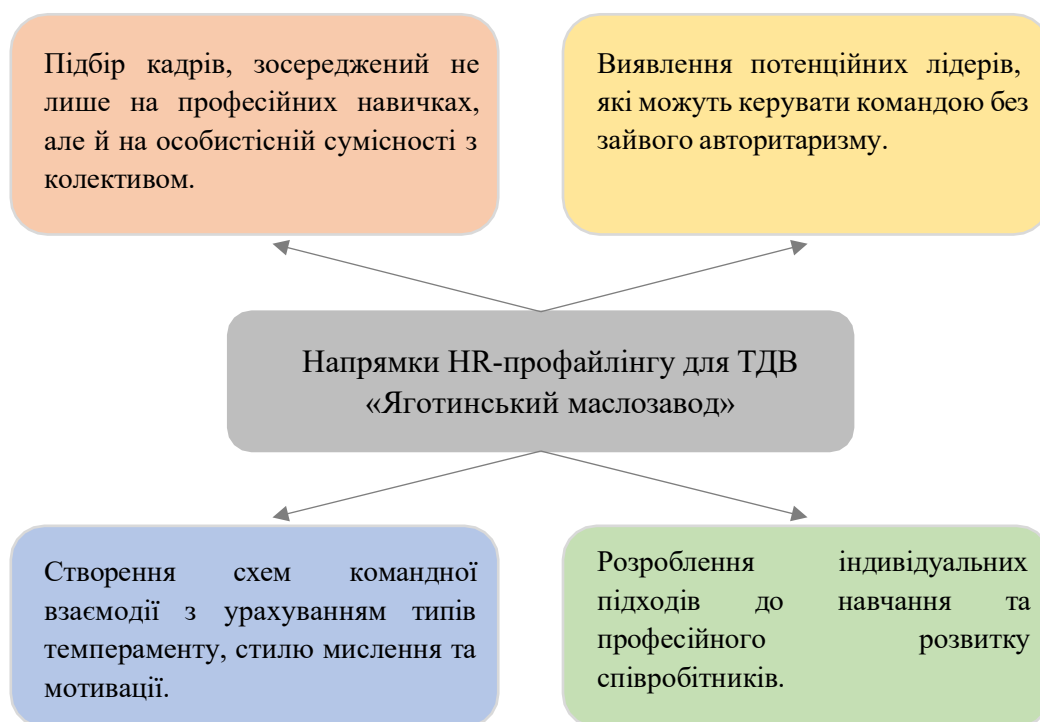 Підбір кадрів, зосереджений не
лише на професійних навичках,
але й на особистісній сумісності з
колективом.
Виявлення потенційних лідерів,
які можуть керувати командою без
зайвого авторитаризму.
Напрямки HR-профайлінгу для ТДВ
«Яготинський маслозавод»
Створення схем командної
взаємодії з урахуванням типів
темпераменту, стилю мислення та
мотивації.
Розроблення індивідуальних
підходів до навчання та
професійного розвитку
співробітників.